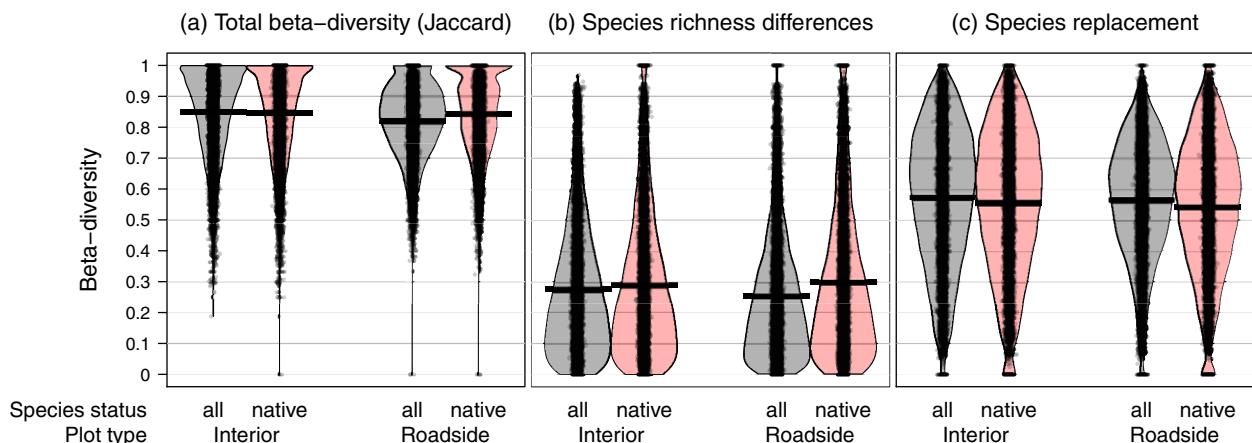 (a) Total beta−diversity (Jaccard) (b) Species richness differences (c) Species replacement
1
0.9
0.8
0.7
0.6
0.5
0.4
0.3
0.2
0.1
0
Beta−diversity
Species status all native all native all native all native all native all native
Plot type Interior Roadside Interior Roadside Interior Roadside